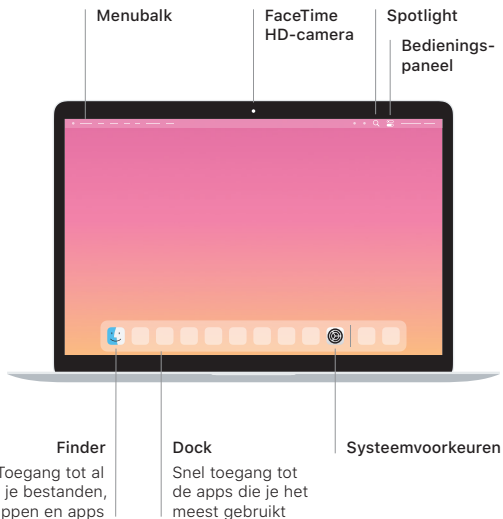 Menubalk
FaceTime
HD-camera
Spotlight
Bedienings-
paneel
Finder
Toegang tot al
je bestanden,
ppen en apps
Dock
Snel toegang tot
de apps die je het
meest gebruikt
Systeemvoorkeuren